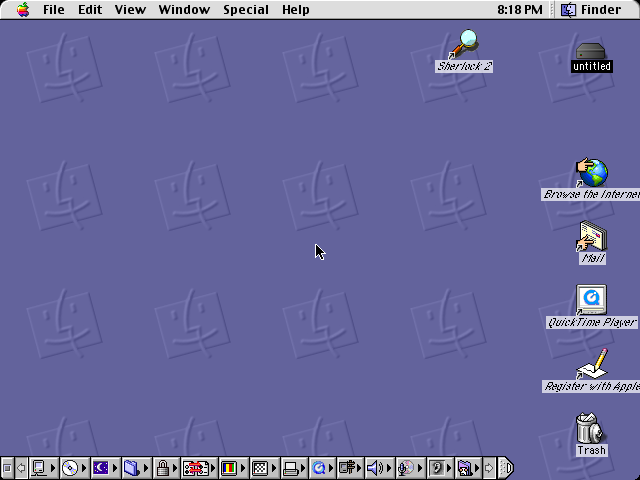 File Edit View Window Special Help 8:18 PM Finder
Sherlock 2
untitled
Browse the Internet
Mail
QuickTime Player
Register with Apple
Trash